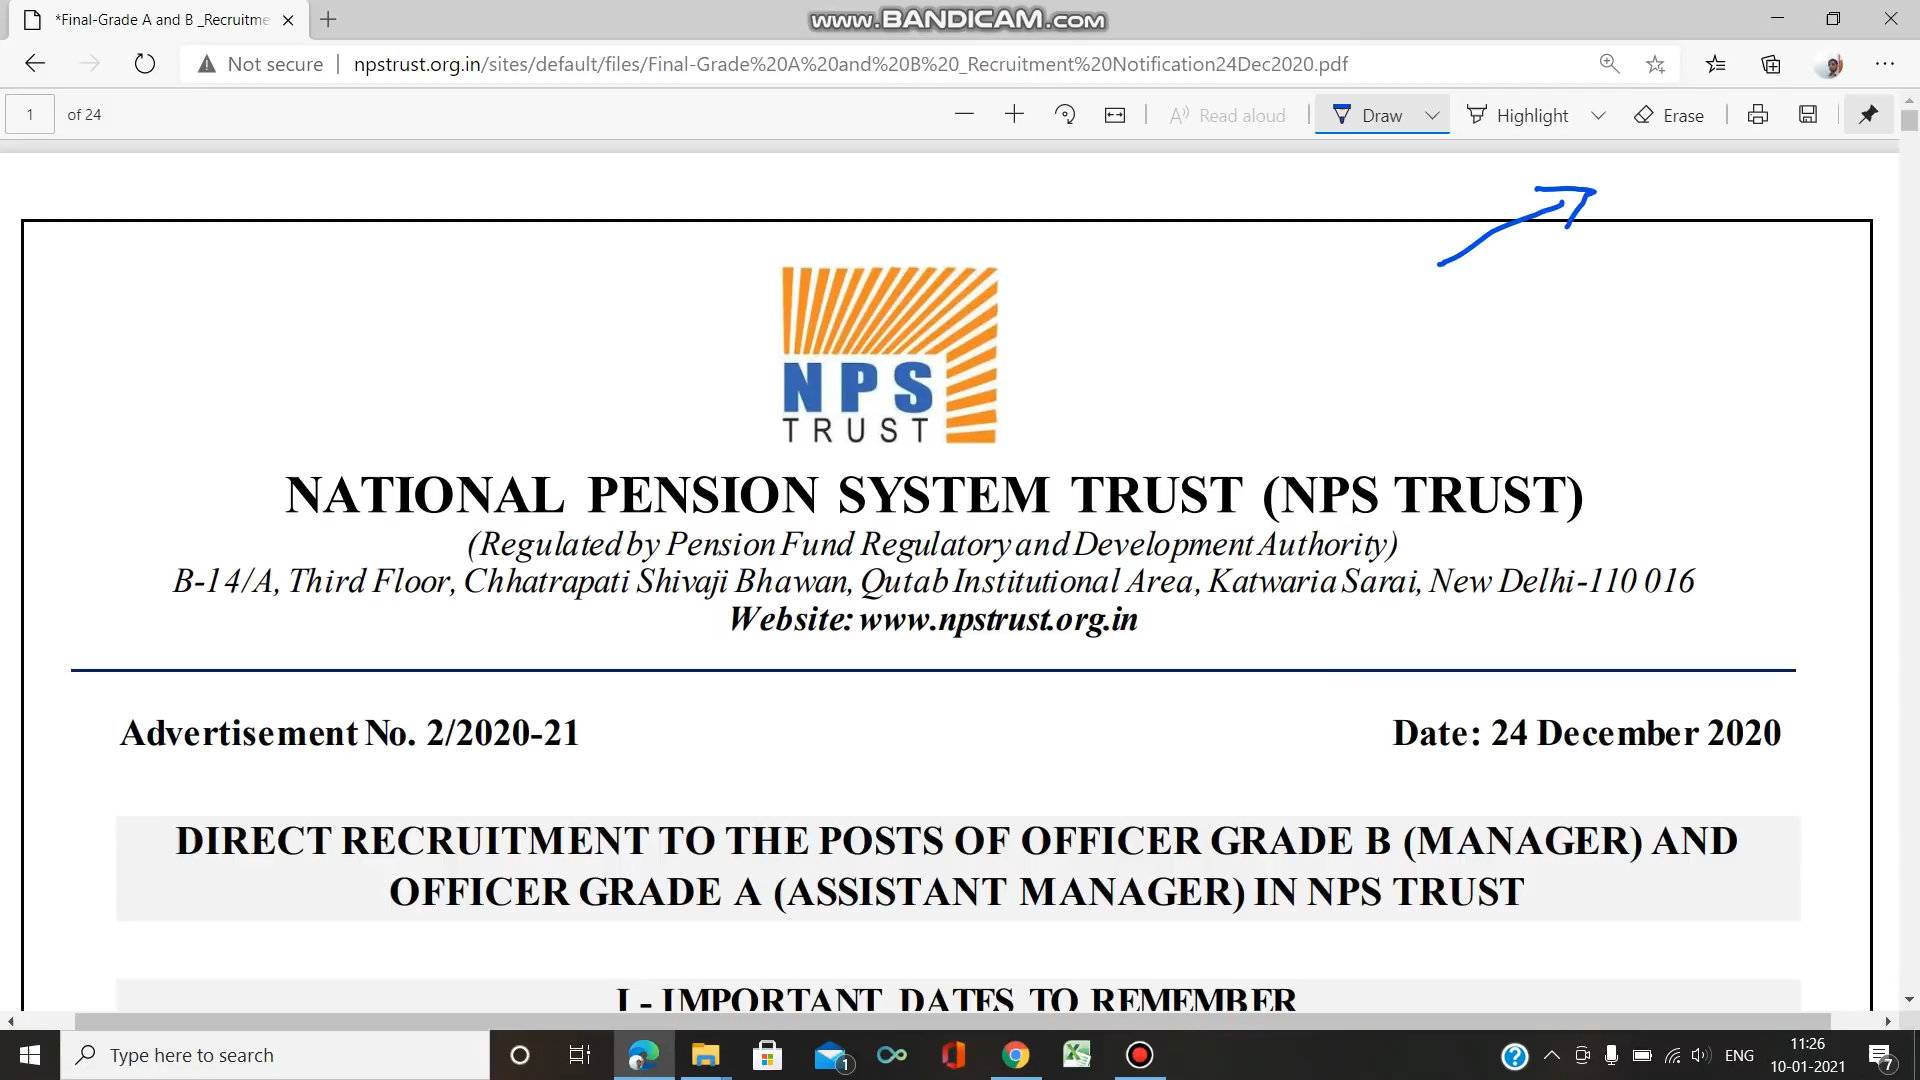 www.BANDICAM.com
*Final-Grade A and B _Recruitme
Not secure
npstrust.org.in/sites/default/files/Final-Grade%20A%20and%20B%20_Recruitment%20Notification24Dec2020.pdf
1 of 24
Read aloud
Draw
Highlight
Erase
NPS
TRUST
NATIONAL PENSION SYSTEM TRUST (NPS TRUST)
(Regulated by Pension Fund Regulatory and Development Authority)
B-14/A, Third Floor, Chhatrapati Shivaji Bhawan, Qutab Institutional Area, Katwaria Sarai, New Delhi-110 016
Website: www.npstrust.org.in
Advertisement No. 2/2020-21
Date: 24 December 2020
DIRECT RECRUITMENT TO THE POSTS OF OFFICER GRADE B (MANAGER) AND
OFFICER GRADE A (ASSISTANT MANAGER) IN NPS TRUST
I - IMPORTANT DATES TO REMEMBER
Type here to search
1
ENG
11:26
10-01-2021
7